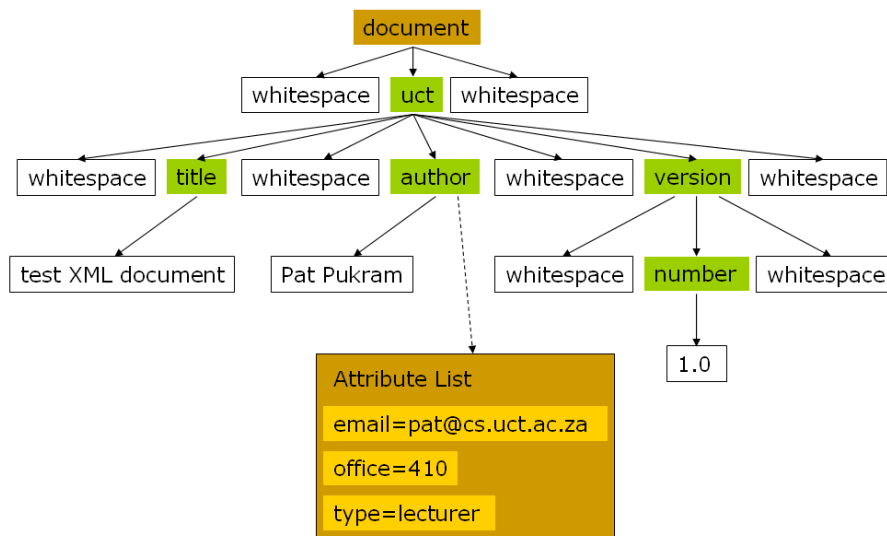 document
whitespace uct whitespace
whitespace title whitespace author whitespace version whitespace
test XML document Pat Pukram whitespace number whitespace
1.0
Attribute List
email=pat@cs.uct.ac.za
office=410
type=lecturer